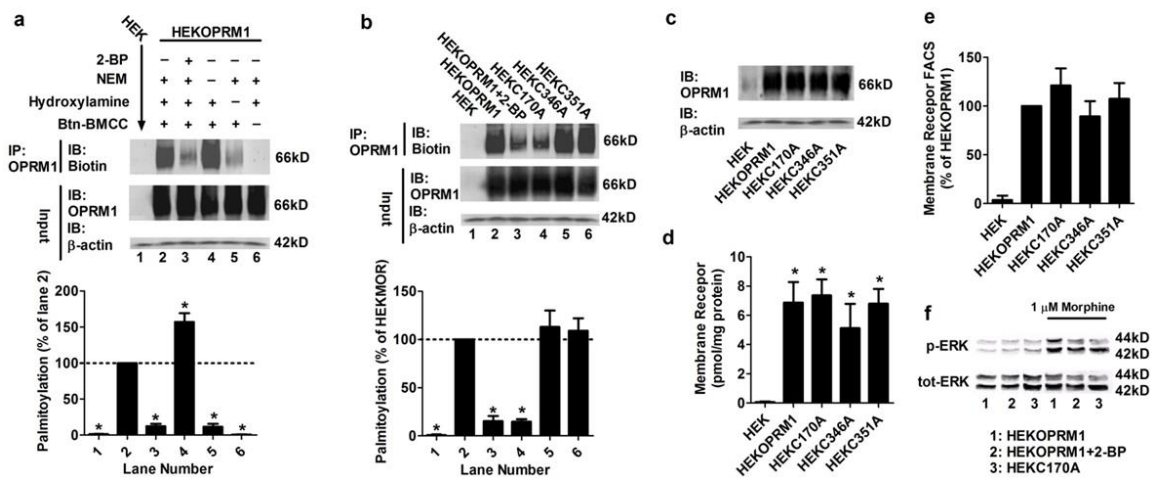 a
HEK
HEKOPRM1
2-BP − + − − −
NEM + + − + +
Hydroxylamine + + + − +
Btn-BMCC + + + + −
IP: OPRM1
IB: Biotin
66kD
Input
IB: OPRM1
66kD
IB: β-actin
42kD
1 2 3 4 5 6
Palmitoylation (% of lane 2)
200
150
100
50
0
* * * * *
1 2 3 4 5 6
Lane Number
b
HEK
HEKOPRM1
HEKOPRM1+2-BP
HEKC170A
HEKC346A
HEKC351A
IP: OPRM1
IB: Biotin
66kD
Input
IB: OPRM1
66kD
IB: β-actin
42kD
1 2 3 4 5 6
Palmitoylation (% of HEKMOR)
150
100
50
0
* * *
1 2 3 4 5 6
Lane Number
c
IB: OPRM1
66kD
IB: β-actin
42kD
HEK
HEKOPRM1
HEKC170A
HEKC346A
HEKC351A
d
Membrane Recepor
(pmol/mg protein)
10
8
6
4
2
0
* * * *
HEK
HEKOPRM1
HEKC170A
HEKC346A
HEKC351A
e
Membrane Recepor FACS
(% of HEKOPRM1)
150
100
50
0
HEK
HEKOPRM1
HEKC170A
HEKC346A
HEKC351A
f
1 μM Morphine
p-ERK
44kD
42kD
tot-ERK
44kD
42kD
1 2 3 1 2 3
1: HEKOPRM1
2: HEKOPRM1+2-BP
3: HEKC170A